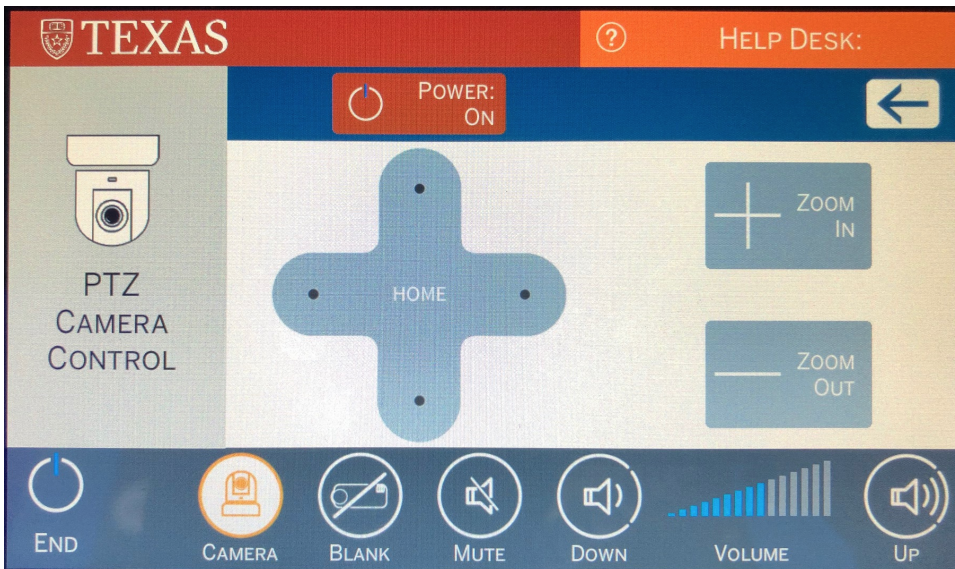 TEXAS
? HELP DESK:
POWER:
ON
PTZ
CAMERA
CONTROL
HOME
ZOOM
IN
ZOOM
OUT
END
CAMERA
BLANK
MUTE
DOWN
VOLUME
UP